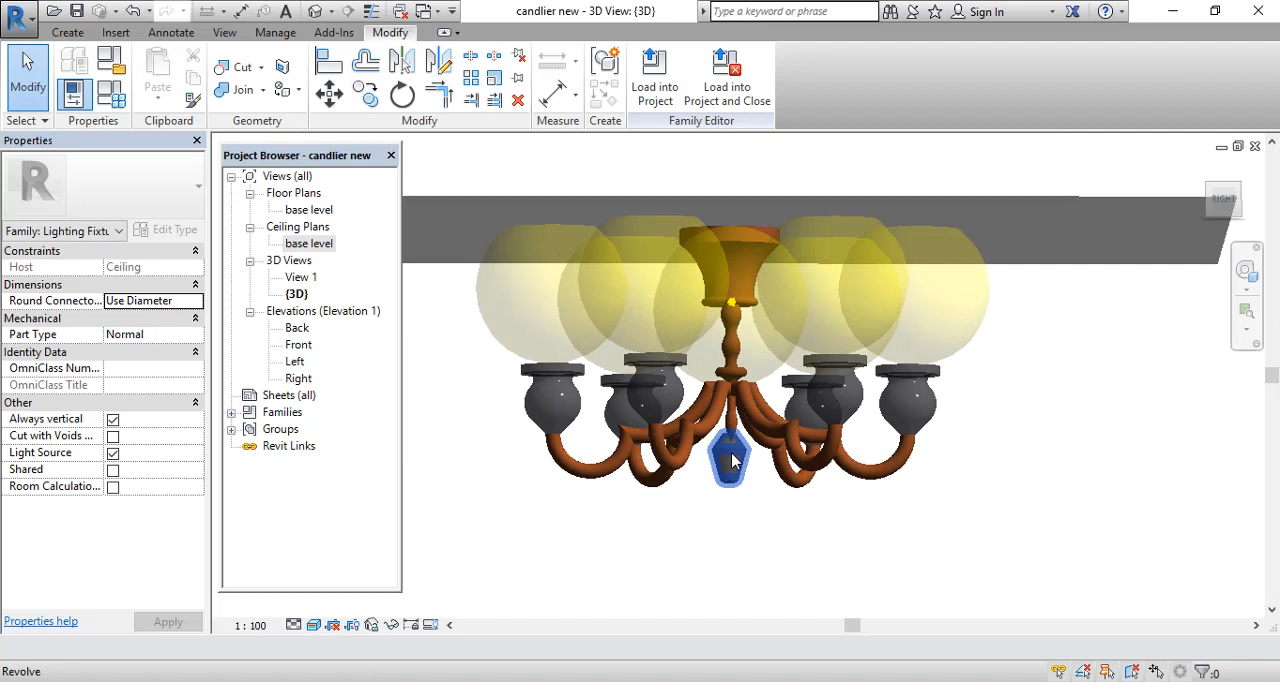 candlier new - 3D View: {3D}
Type a keyword or phrase
Sign In
Create Insert Annotate View Manage Add-Ins Modify
Modify
Cut
Join
Paste
Load into Project
Load into Project and Close
Select Properties Clipboard Geometry Modify Measure Create Family Editor
Properties
R
Family: Lighting Fixtu
Edit Type
Constraints
Host Ceiling
Dimensions
Round Connecto... Use Diameter
Mechanical
Part Type Normal
Identity Data
OmniClass Num...
OmniClass Title
Other
Always vertical
Cut with Voids ...
Light Source
Shared
Room Calculatio...
Properties help
Apply
Project Browser - candlier new
Views (all)
Floor Plans
base level
Ceiling Plans
base level
3D Views
View 1
{3D}
Elevations (Elevation 1)
Back
Front
Left
Right
Sheets (all)
Families
Groups
Revit Links
RIGHT
1 : 100
Revolve
:0